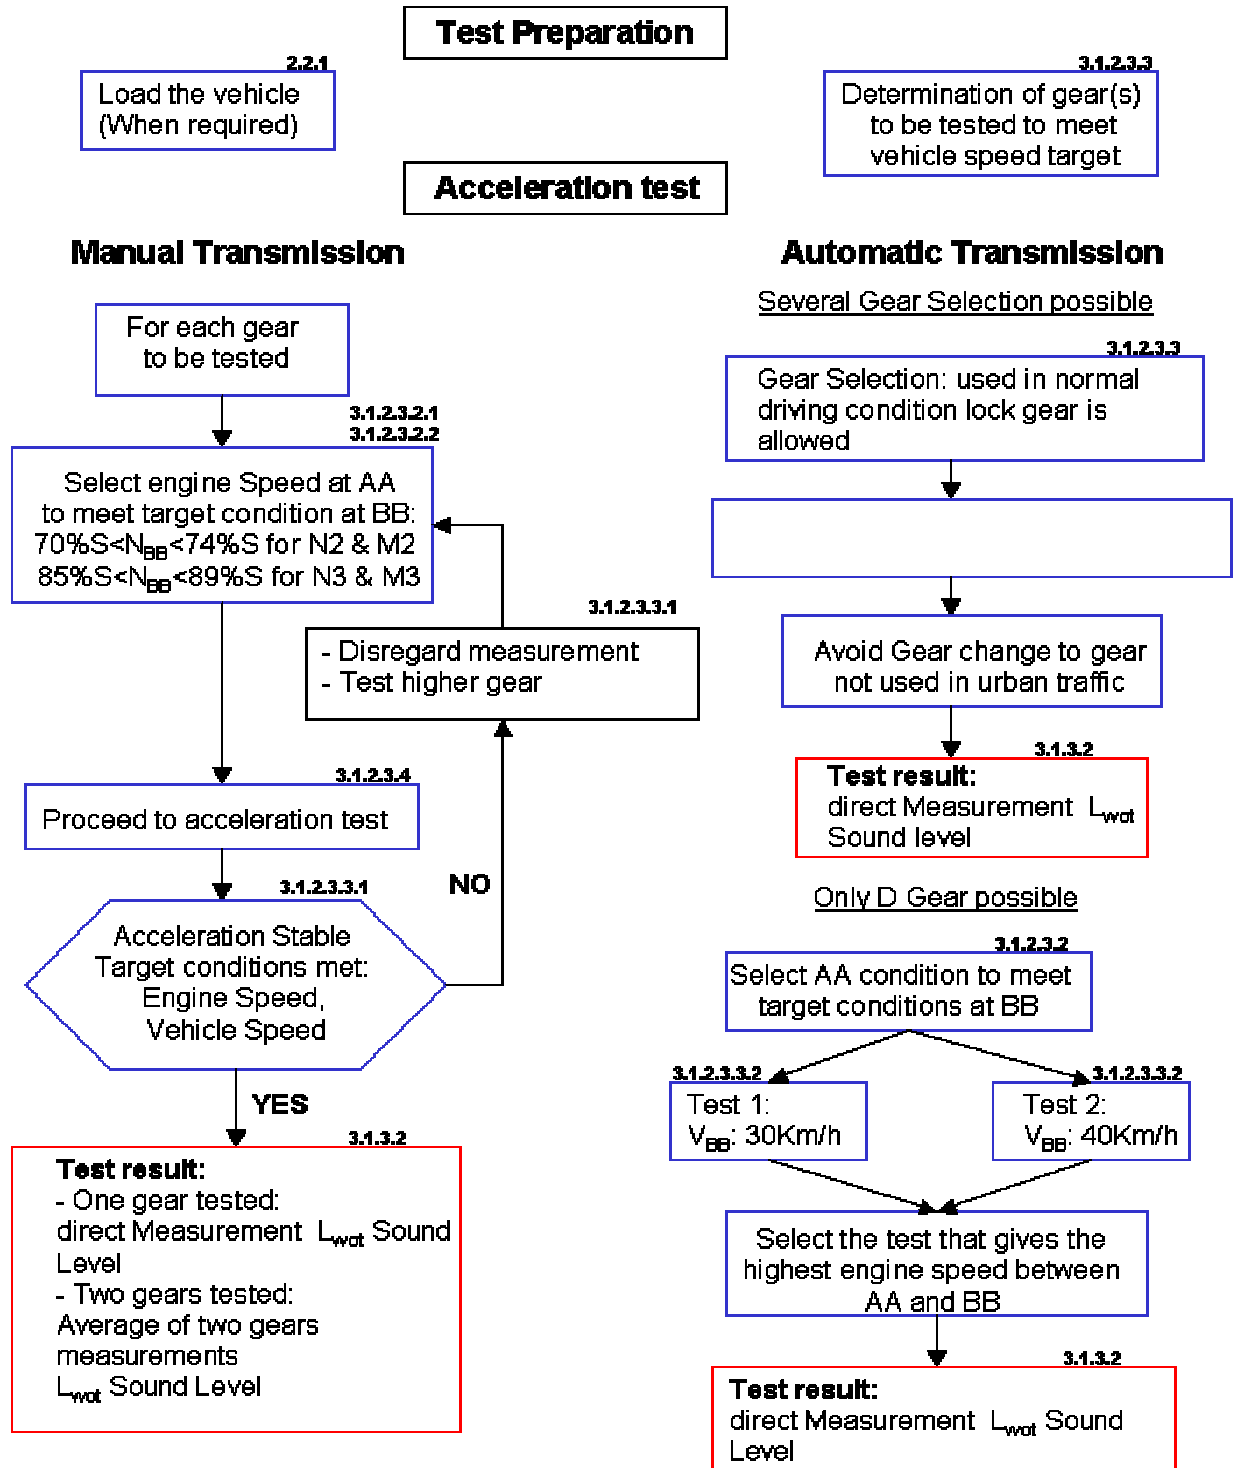 Test Preparation
2.2.1
Load the vehicle
(When required)
3.1.2.3.3
Determination of gear(s)
to be tested to meet
vehicle speed target
Acceleration test
Manual Transmission
For each gear
to be tested
3.1.2.3.2.1
3.1.2.3.2.2
Select engine Speed at AA
to meet target condition at BB:
70%S<NBB<74%S for N2 & M2
85%S<NBB<89%S for N3 & M3
3.1.2.3.3.1
- Disregard measurement
- Test higher gear
3.1.2.3.4
Proceed to acceleration test
3.1.2.3.3.1
NO
Acceleration Stable
Target conditions met:
Engine Speed,
Vehicle Speed
YES
3.1.3.2
Test result:
- One gear tested:
direct Measurement Lwot Sound
Level
- Two gears tested:
Average of two gears
measurements
Lwot Sound Level
Automatic Transmission
Several Gear Selection possible
3.1.2.3.3
Gear Selection: used in normal
driving condition lock gear is
allowed
Avoid Gear change to gear
not used in urban traffic
3.1.3.2
Test result:
direct Measurement Lwot
Sound level
Only D Gear possible
3.1.2.3.2
Select AA condition to meet
target conditions at BB
3.1.2.3.3.2
Test 1:
VBB: 30Km/h
3.1.2.3.3.2
Test 2:
VBB: 40Km/h
Select the test that gives the
highest engine speed between
AA and BB
3.1.3.2
Test result:
direct Measurement Lwot Sound
Level